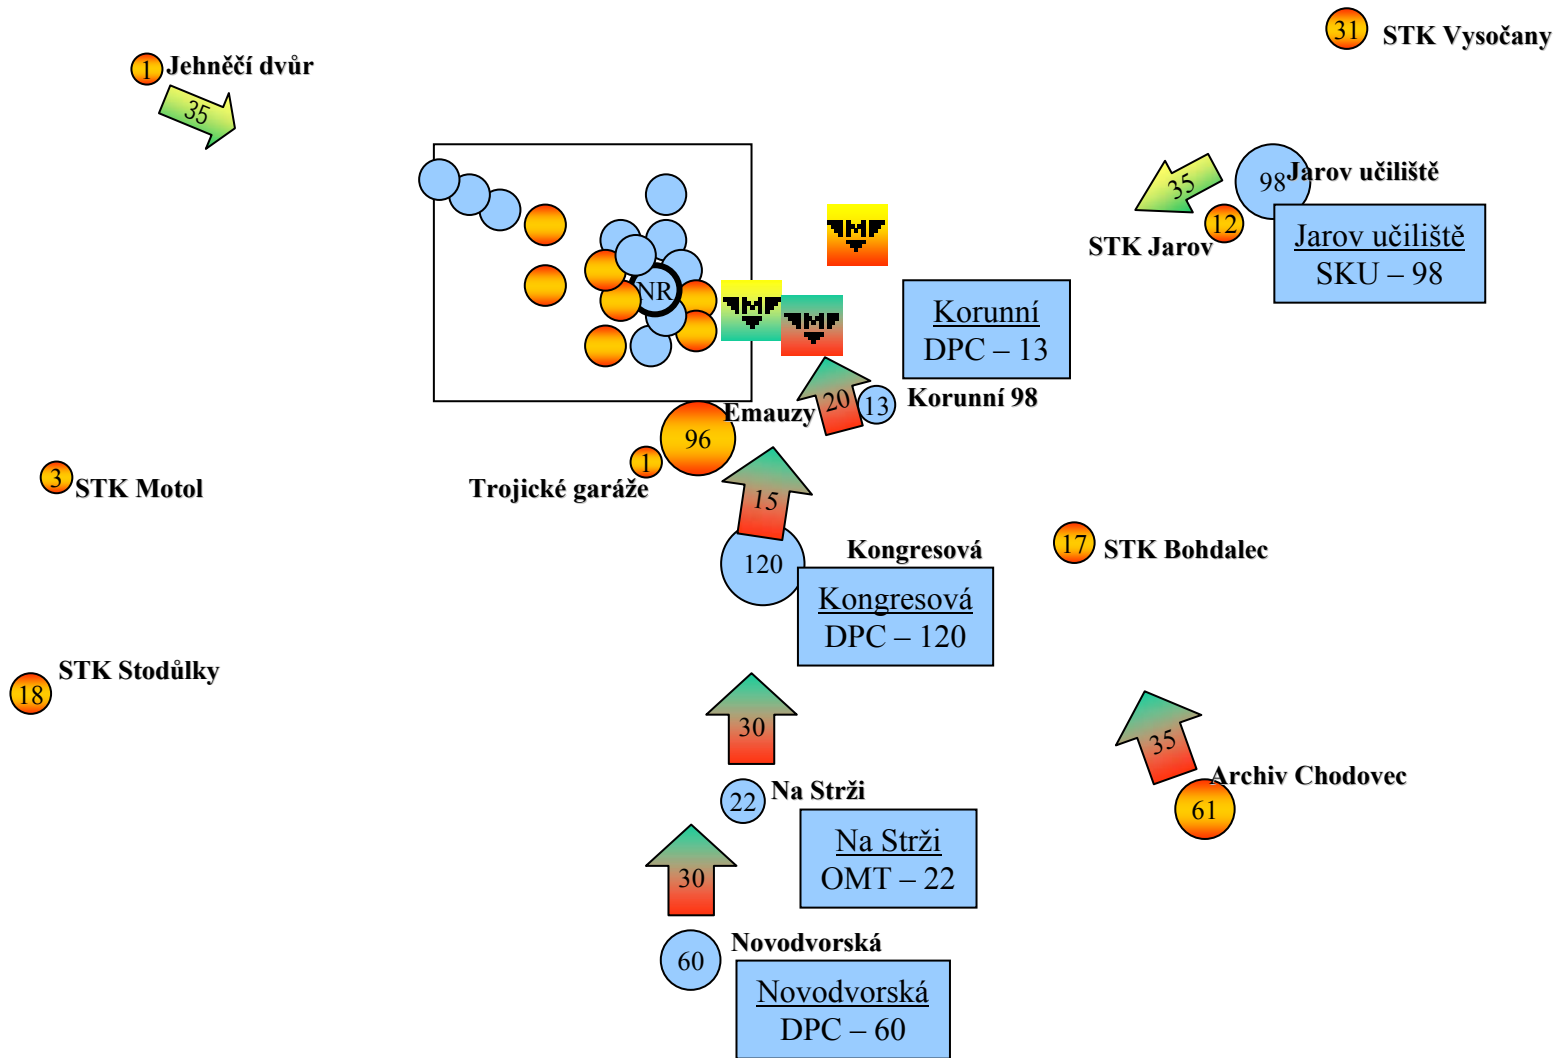 31
STK Vysočany
1
Jehněčí dvůr
35
35
98
Jarov učiliště
12
STK Jarov
Jarov učiliště
SKU – 98
NR
M
M
M
Korunní
DPC – 13
20
13
Korunní 98
Emauzy
96
1
Trojické garáže
3
STK Motol
15
120
Kongresová
17
STK Bohdalec
Kongresová
DPC – 120
STK Stodůlky
18
30
35
Archiv Chodovec
61
22
Na Strži
Na Strži
OMT – 22
30
60
Novodvorská
Novodvorská
DPC – 60